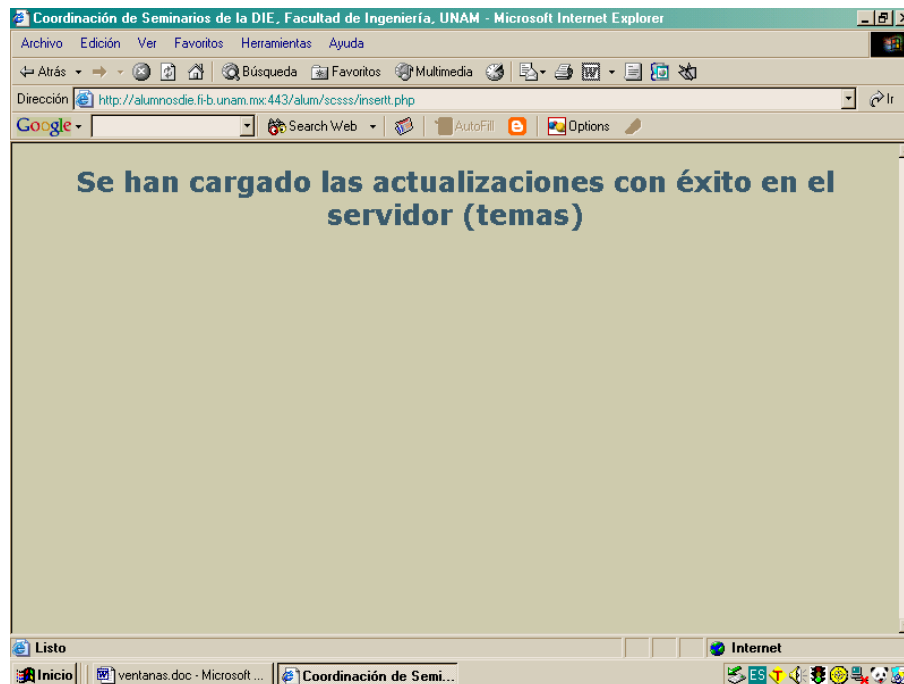 Coordinación de Seminarios de la DIE, Facultad de Ingeniería, UNAM - Microsoft Internet Explorer
Archivo Edición Ver Favoritos Herramientas Ayuda
Atrás Búsqueda Favoritos Multimedia
Dirección http://alumnosdie.fi-b.unam.mx:443/alum/scsss/insertt.php Ir
Google Search Web AutoFill Options
Se han cargado las actualizaciones con éxito en el
servidor (temas)
Listo Internet
Inicio ventanas.doc - Microsoft ... Coordinación de Semi... ES